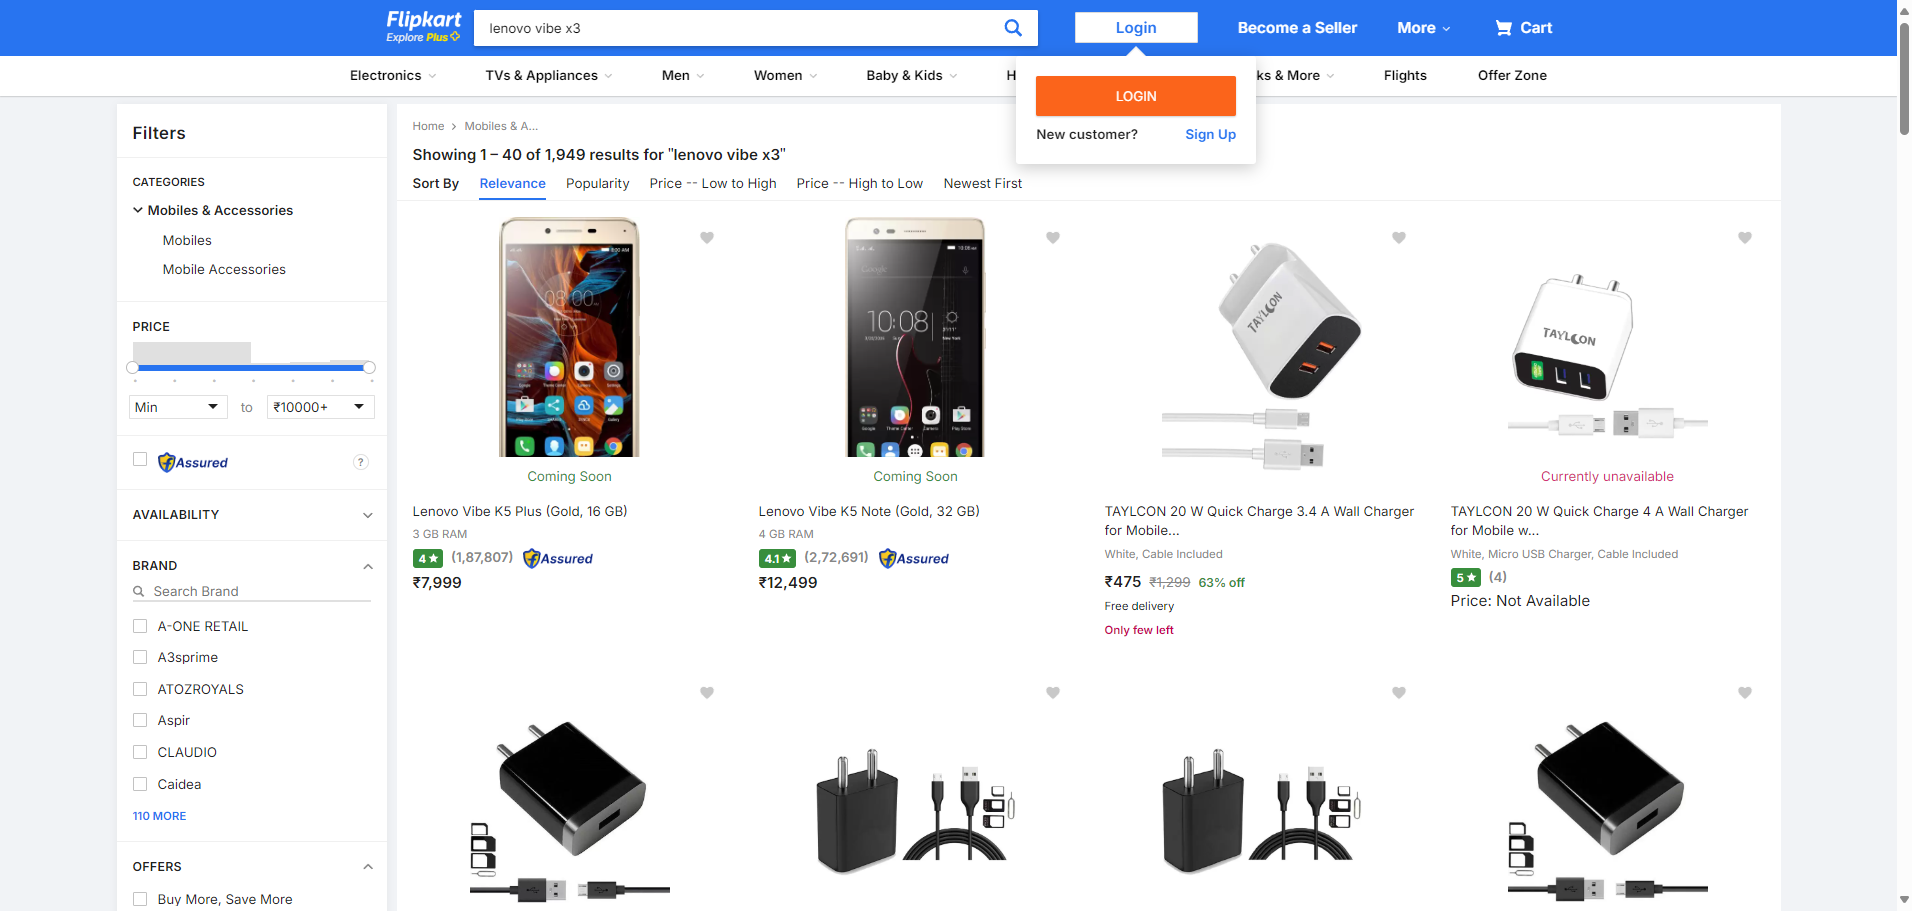 Flipkart
Explore Plus
lenovo vibe x3
Login
Become a Seller
More
Cart
Electronics
TVs & Appliances
Men
Women
Baby & Kids
H
ks & More
Flights
Offer Zone
LOGIN
New customer?
Sign Up
Filters
CATEGORIES
Mobiles & Accessories
Mobiles
Mobile Accessories
PRICE
Min
to
₹10000+
Assured
?
AVAILABILITY
BRAND
Search Brand
A-ONE RETAIL
A3sprime
ATOZROYALS
Aspir
CLAUDIO
Caidea
110 MORE
OFFERS
Buy More, Save More
Home
Mobiles & A...
Showing 1 – 40 of 1,949 results for "lenovo vibe x3"
Sort By
Relevance
Popularity
Price -- Low to High
Price -- High to Low
Newest First
08:00
Coming Soon
Lenovo Vibe K5 Plus (Gold, 16 GB)
3 GB RAM
4★
(1,87,807)
Assured
₹7,999
Google
10:08
Coming Soon
Lenovo Vibe K5 Note (Gold, 32 GB)
4 GB RAM
4.1★
(2,72,691)
Assured
₹12,499
TAYLCON
TAYLCON 20 W Quick Charge 3.4 A Wall Charger
for Mobile...
White, Cable Included
₹475
₹1,299
63% off
Free delivery
Only few left
TAYLCON
Currently unavailable
TAYLCON 20 W Quick Charge 4 A Wall Charger
for Mobile w...
White, Micro USB Charger, Cable Included
5★
(4)
Price: Not Available